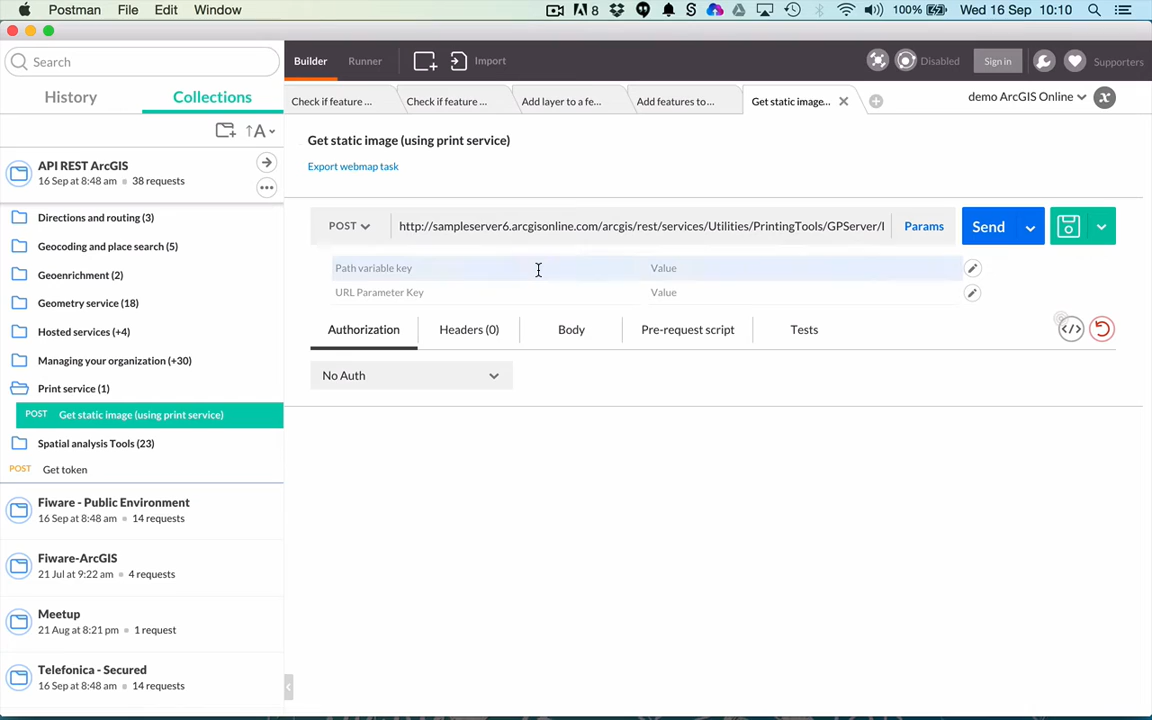 Postman File Edit Window 8 100% Wed 16 Sep 10:10
Search
History Collections
A
API REST ArcGIS
16 Sep at 8:48 am 38 requests
Directions and routing (3)
Geocoding and place search (5)
Geoenrichment (2)
Geometry service (18)
Hosted services (+4)
Managing your organization (+30)
Print service (1)
POST Get static image (using print service)
Spatial analysis Tools (23)
POST Get token
Fiware - Public Environment
16 Sep at 8:48 am 14 requests
Fiware-ArcGIS
21 Jul at 9:22 am 4 requests
Meetup
21 Aug at 8:21 pm 1 request
Telefonica - Secured
16 Sep at 8:48 am 14 requests
Builder Runner Import Disabled Sign in Supporters
Check if feature ... Check if feature ... Add layer to a fe... Add features to... Get static image... demo ArcGIS Online
Get static image (using print service)
Export webmap task
POST http://sampleserver6.arcgisonline.com/arcgis/rest/services/Utilities/PrintingTools/GPServer/ Params Send
Path variable key Value
URL Parameter Key Value
Authorization Headers (0) Body Pre-request script Tests
No Auth